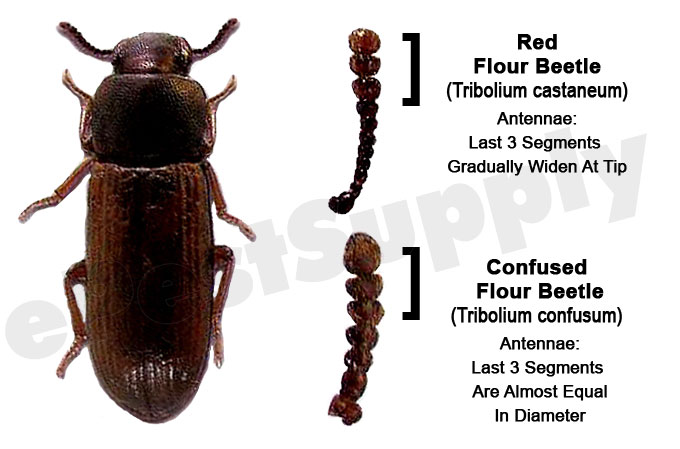 Red
Flour Beetle
(Tribolium castaneum)
Antennae:
Last 3 Segments
Gradually Widen At Tip
Confused
Flour Beetle
(Tribolium confusum)
Antennae:
Last 3 Segments
Are Almost Equal
In Diameter
ePestSupply